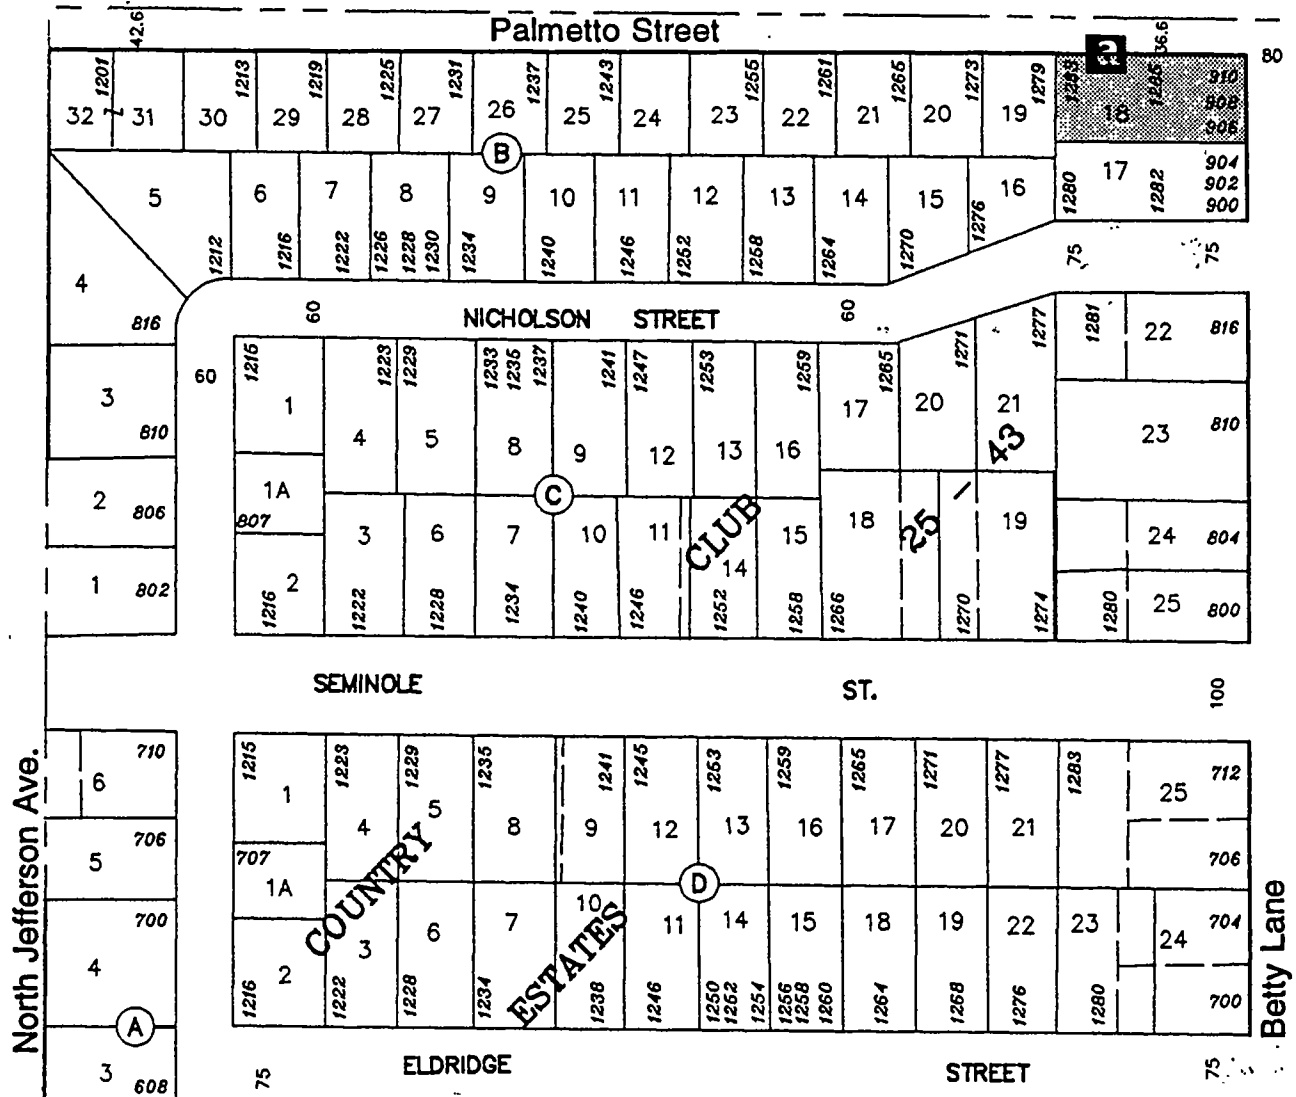 Palmetto Street
42.6
36.6
80
a
1201 1213 1219 1225 1231 1237 1243 1255 1261 1265 1273 1279 1283 1285 910
908
906
32 Z 31 30 29 28 27 26 25 24 23 22 21 20 19 18
B
5 6 7 8 9 10 11 12 13 14 15 16 17 904
902
900
1212 1216 1222 1226 1228 1230 1234 1240 1246 1252 1258 1264 1270 1276 1280 1282
75 75
4
816
60 NICHOLSON STREET 60
60
3
810
2 806
1 802
1215 1223 1229 1233 1235 1237 1241 1247 1253 1259 1265 1271 1277 1281 22 816
1 4 5 8 9 12 13 16 17 20 21 23 810
43
1A
807
C
CLUB
25
3 6 7 10 11 14 15 18 19 24 804
2
1216 1222 1228 1234 1240 1246 1252 1258 1266 1270 1274 1280 25 800
SEMINOLE ST. 100
710
6
706
5
700
4
A
3 608
North Jefferson Ave.
1215 1223 1229 1235 1241 1245 1253 1259 1265 1271 1277 1283 712
1 4 5 8 9 12 13 16 17 20 21 25
706
707
1A
D
COUNTRY
ESTATES
2 3 6 7 10 11 14 15 18 19 22 23 24 704
1216 1222 1228 1234 1238 1246 1250 1262 1254 1256 1258 1260 1264 1268 1276 1280 700
Betty Lane
75 ELDRIDGE STREET 75